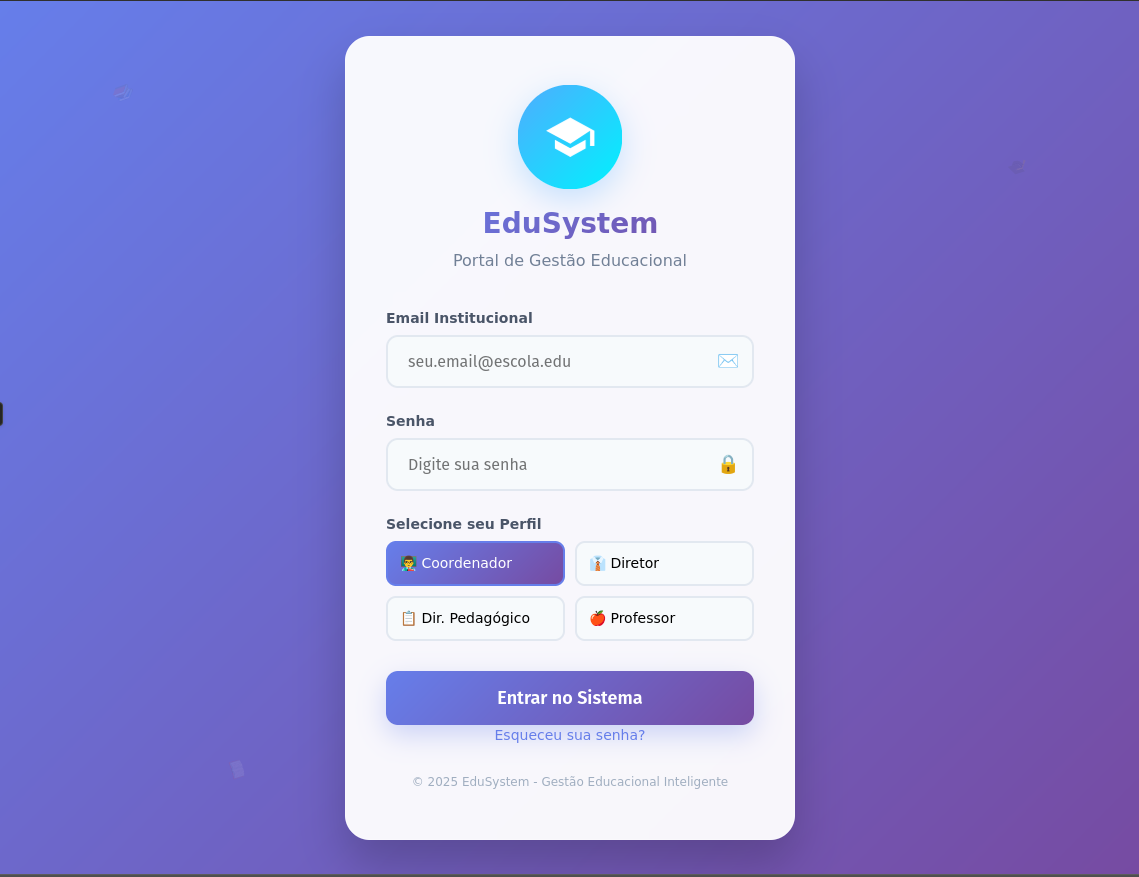 EduSystem
Portal de Gestão Educacional
Email Institucional
seu.email@escola.edu
Senha
Digite sua senha
Selecione seu Perfil
Coordenador
Diretor
Dir. Pedagógico
Professor
Entrar no Sistema
Esqueceu sua senha?
© 2025 EduSystem - Gestão Educacional Inteligente